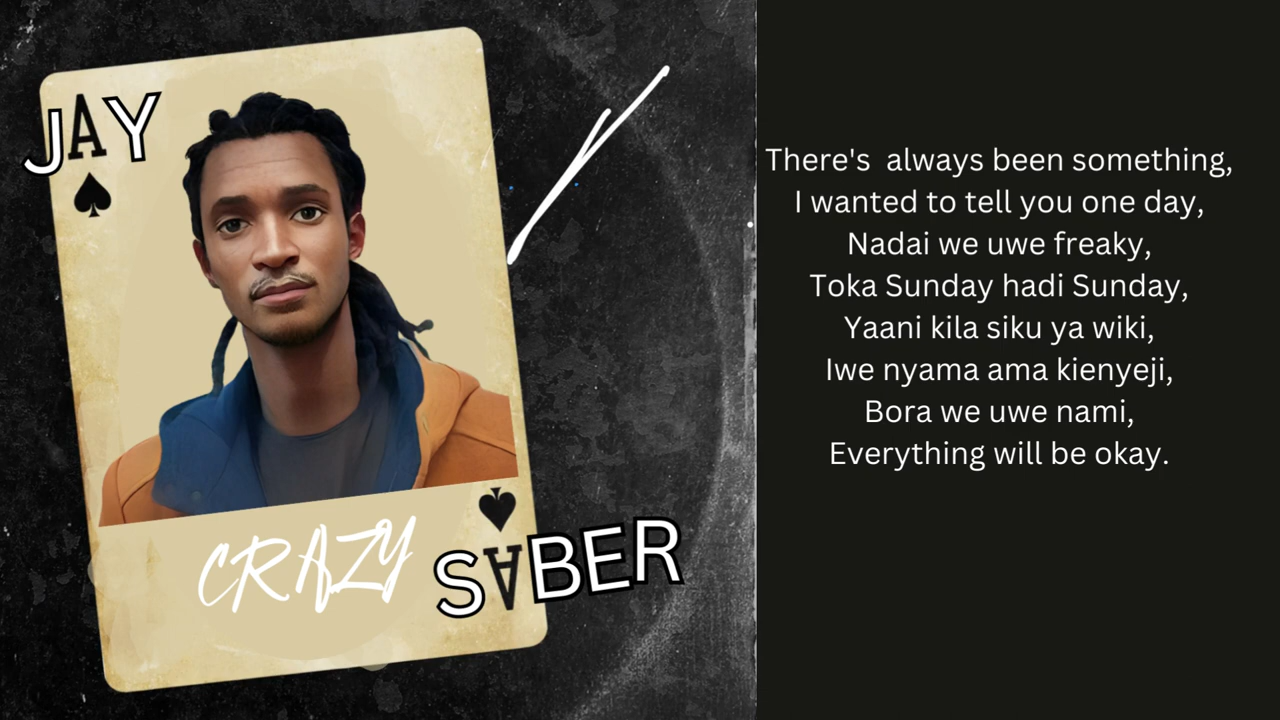 JAY
CRAZY
SABER
There's  always been something,
I wanted to tell you one day,
Nadai we uwe freaky,
Toka Sunday hadi Sunday,
Yaani kila siku ya wiki,
Iwe nyama ama kienyeji,
Bora we uwe nami,
Everything will be okay.